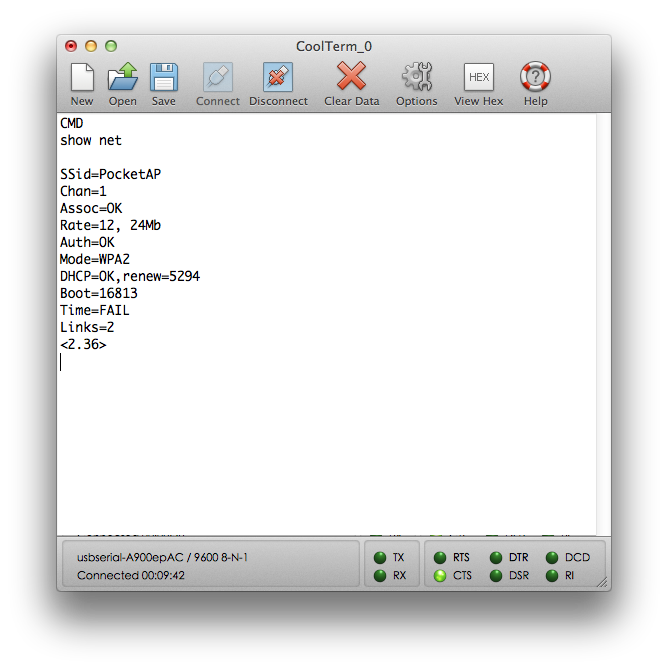 CoolTerm_0
New Open Save Connect Disconnect Clear Data Options HEX View Hex ? Help
CMD
show net
SSid=PocketAP
Chan=1
Assoc=OK
Rate=12, 24Mb
Auth=OK
Mode=WPA2
DHCP=OK,renew=5294
Boot=16813
Time=FAIL
Links=2
<2.36>
usbserial-A900epAC / 9600 8-N-1
Connected 00:09:42
TX RTS DTR DCD
RX CTS DSR RI